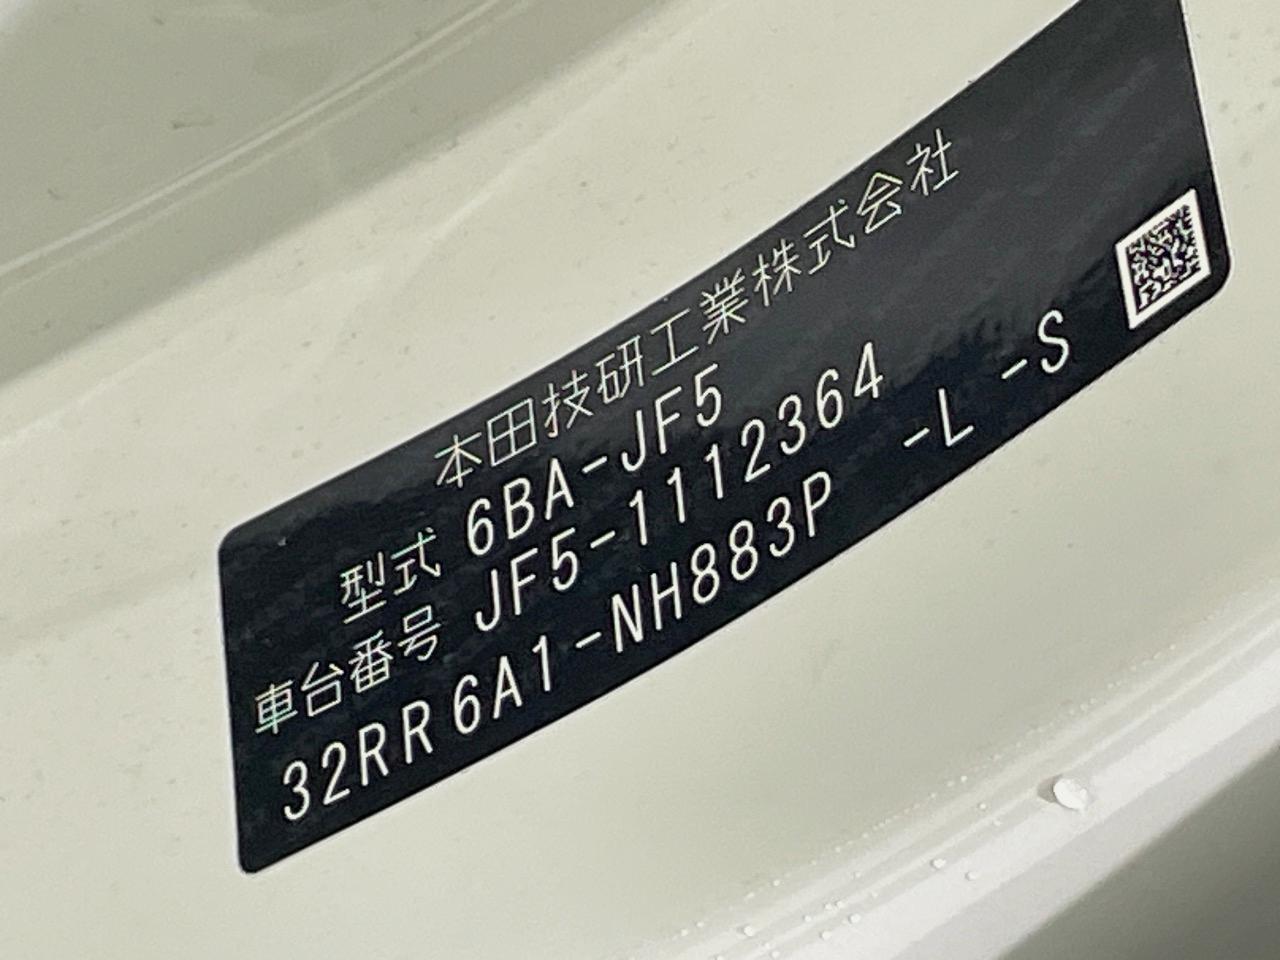 本田技研工業株式会社
型式 6BA-JF5
車台番号 JF5-1112364
32RR 6A1-NH883P -L -S